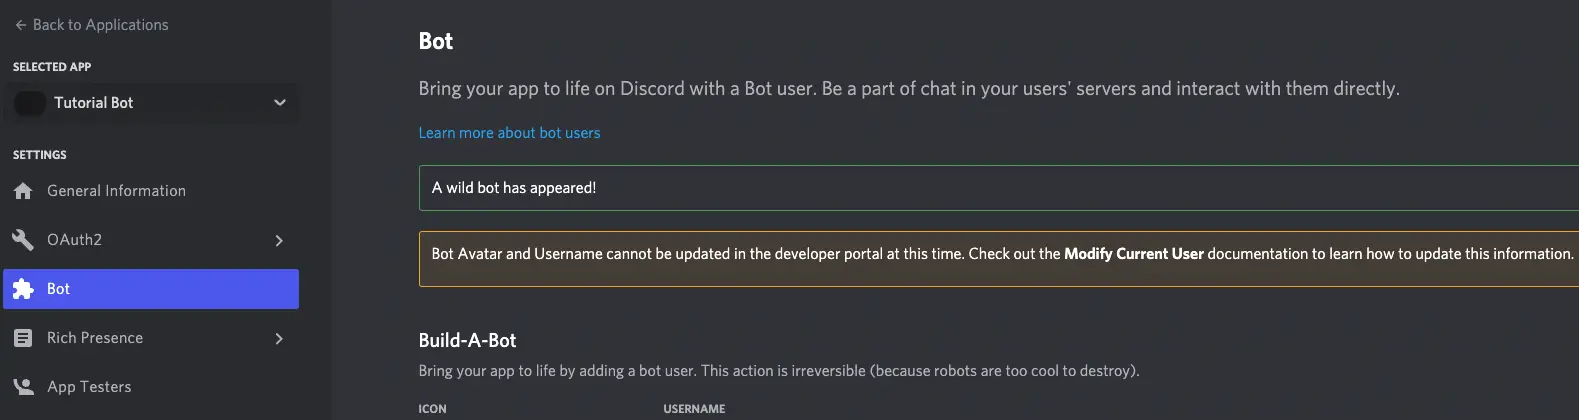 Back to Applications
SELECTED APP
Tutorial Bot
SETTINGS
General Information
OAuth2
Bot
Rich Presence
App Testers
Bot
Bring your app to life on Discord with a Bot user. Be a part of chat in your users' servers and interact with them directly.
Learn more about bot users
A wild bot has appeared!
Bot Avatar and Username cannot be updated in the developer portal at this time. Check out the Modify Current User documentation to learn how to update this information.
Build-A-Bot
Bring your app to life by adding a bot user. This action is irreversible (because robots are too cool to destroy).
ICON
USERNAME